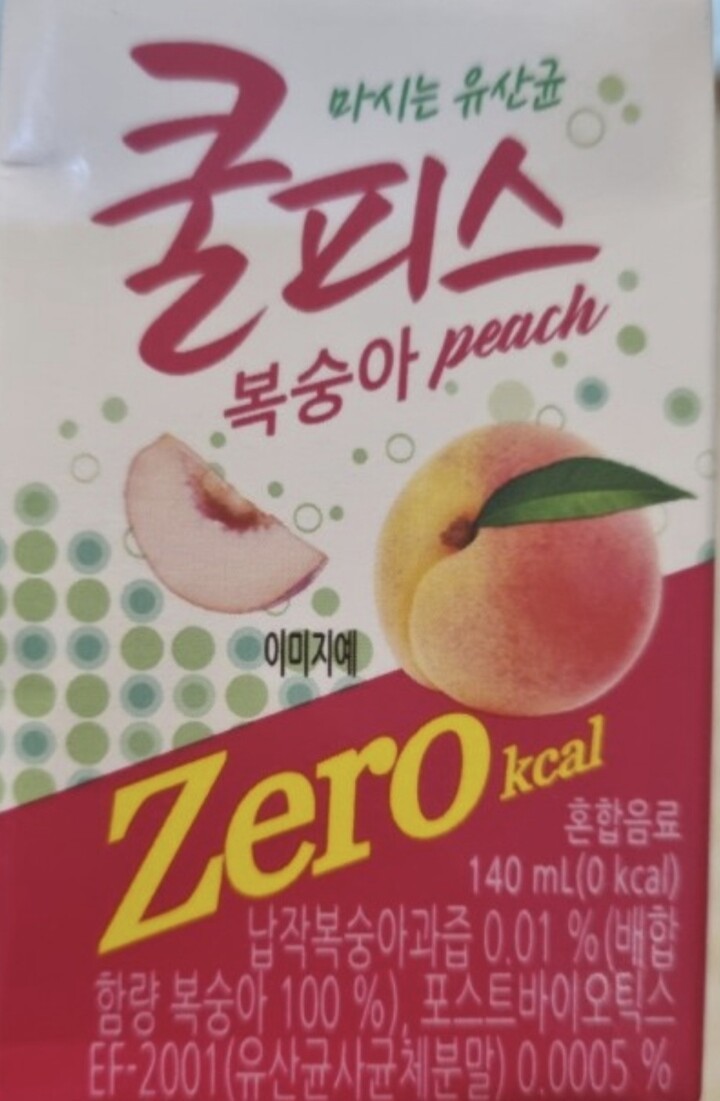 마시는 유산균
쿨피스
복숭아 peach
이미지예
Zero kcal
혼합음료
140 mL(0 kcal)
납작복숭아과즙 0.01 %(배합
함량 복숭아 100 %), 포스트바이오틱스
EF-2001(유산균사균체분말) 0.0005 %